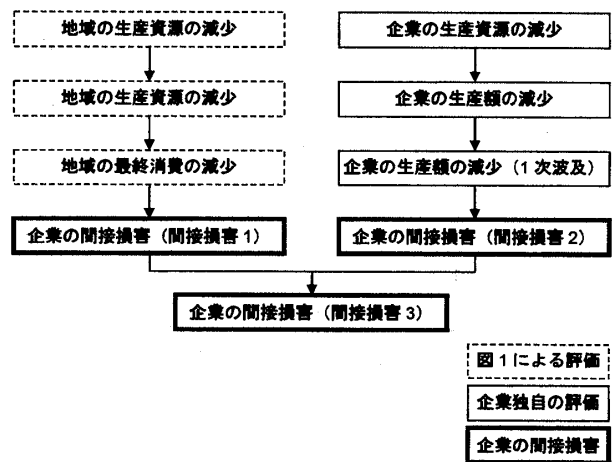 地域の生産資源の減少
企業の生産資源の減少
地域の生産資源の減少
企業の生産額の減少
地域の最終消費の減少
企業の生産額の減少（1次波及）
企業の間接損害（間接損害1）
企業の間接損害（間接損害2）
企業の間接損害（間接損害3）
図1による評価
企業独自の評価
企業の間接損害